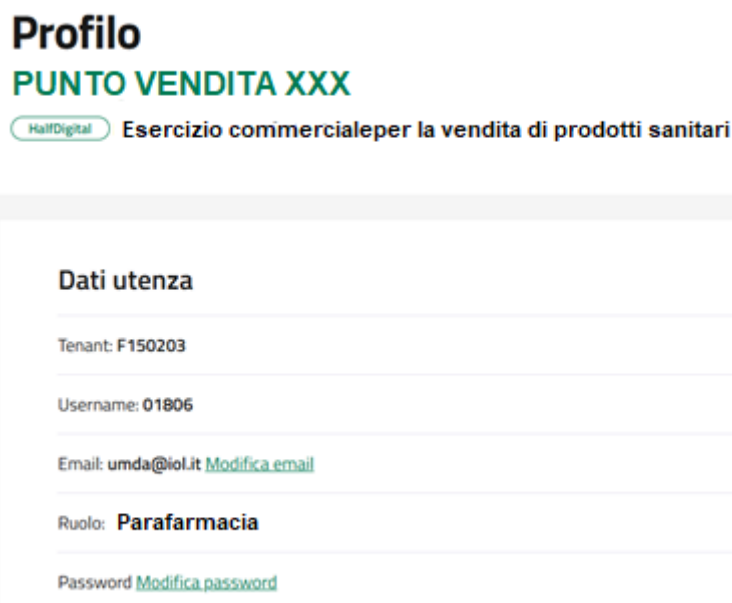 Profilo
PUNTO VENDITA XXX
HalfDigital Esercizio commercialeper la vendita di prodotti sanitari
Dati utenza
Tenant: F150203
Username: 01806
Email: umda@iol.it Modifica email
Ruolo: Parafarmacia
Password Modifica password